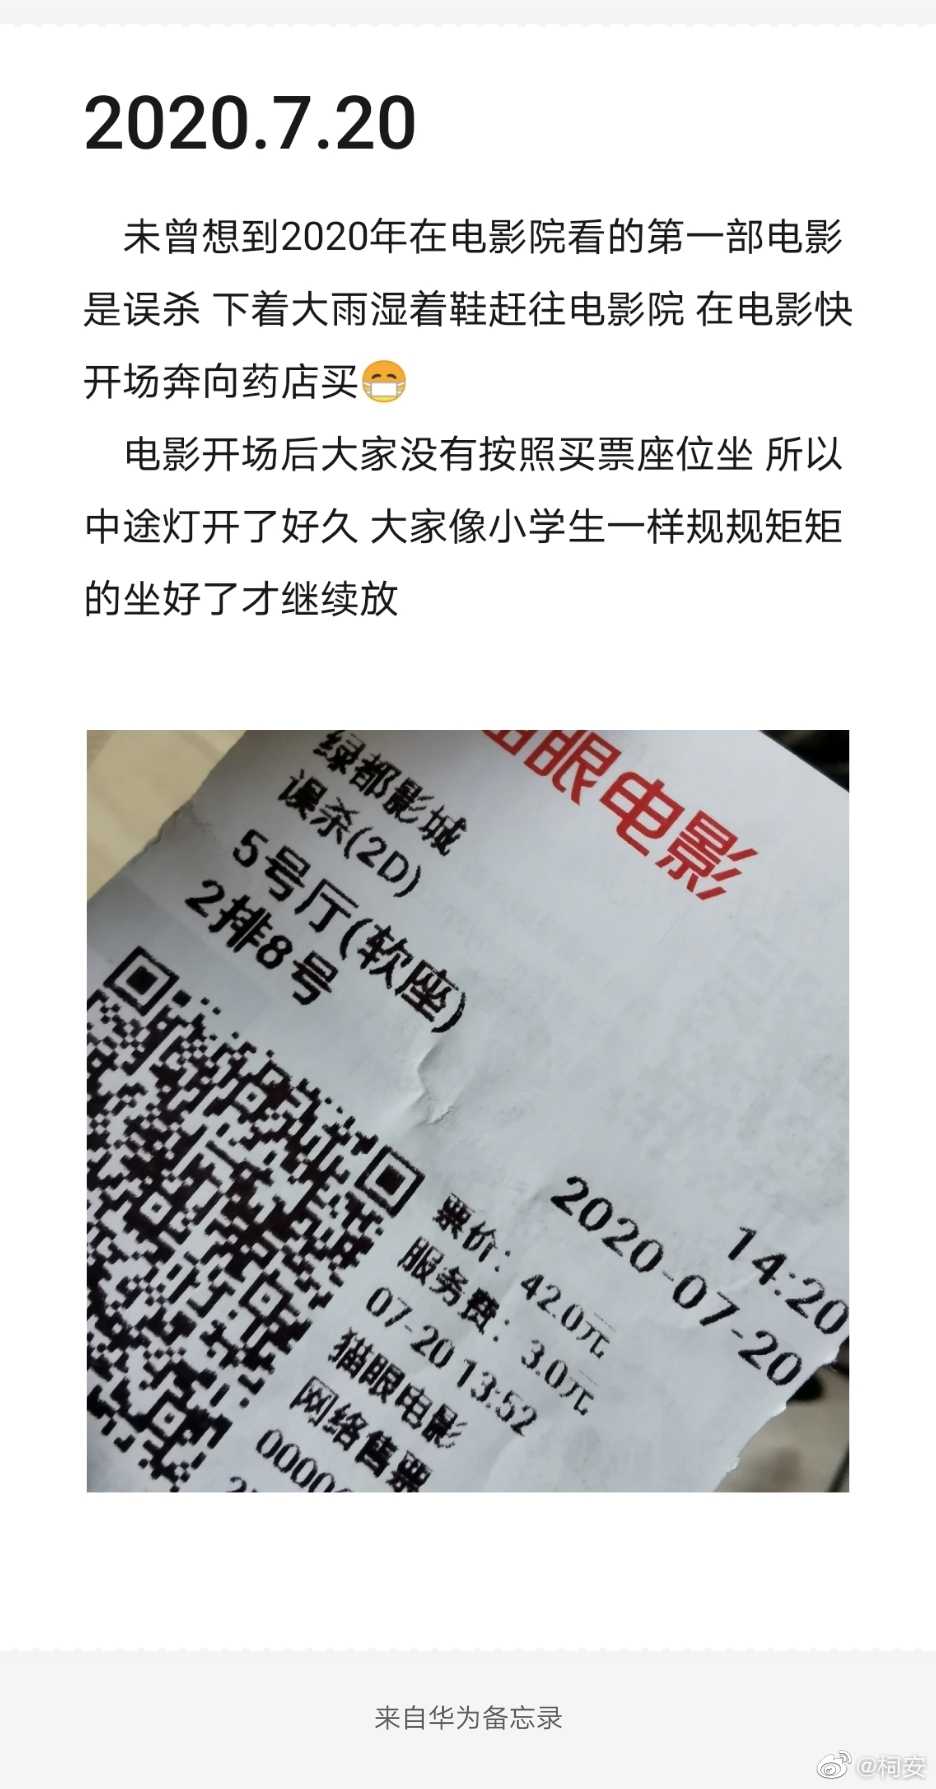 2020.7.20
未曾想到2020年在电影院看的第一部电影
是误杀 下着大雨湿着鞋赶往电影院 在电影快
开场奔向药店买😷
电影开场后大家没有按照买票座位坐 所以
中途灯开了好久 大家像小学生一样规规矩矩
的坐好了才继续放
眼电影
绿都影城
误杀(2D)
5号厅(软座)
2排8号
14:20
2020-07-20
票价：42.0元
服务费：3.0元
07-20 13:52
猫眼电影
网络售票
0000
来自华为备忘录
@柯安